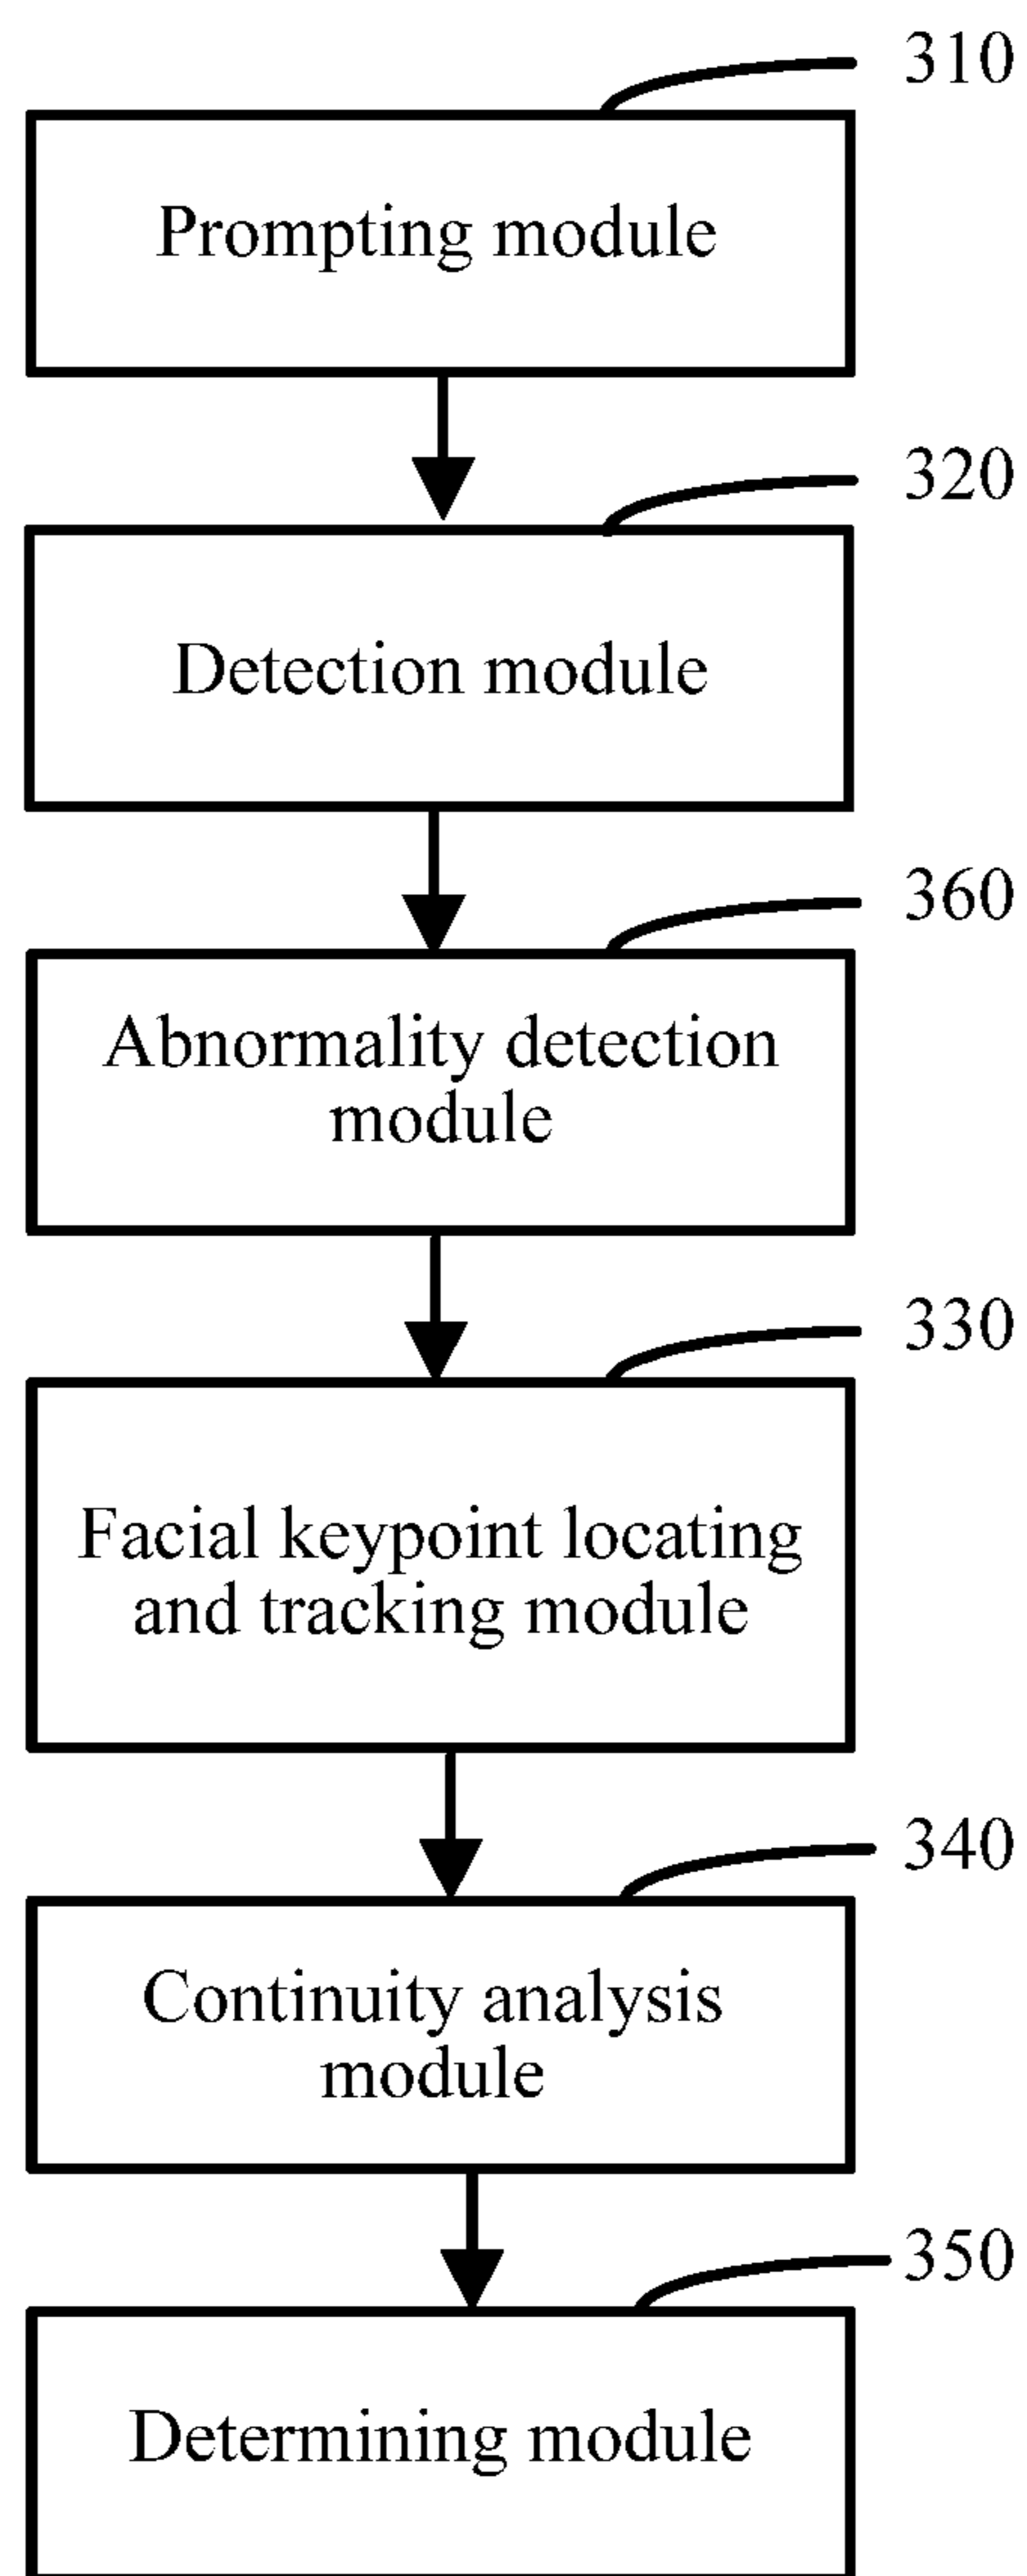 310
Prompting module
320
Detection module
360
Abnormality detection
module
330
Facial keypoint locating
and tracking module
340
Continuity analysis
module
350
Determining module